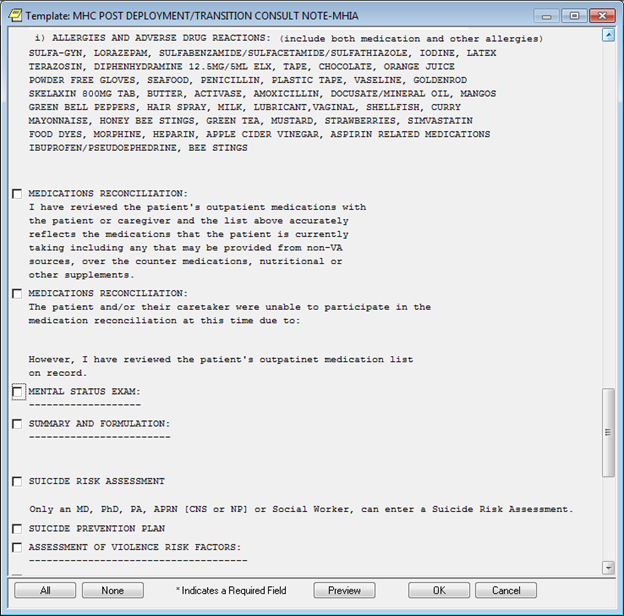 Template: MHC POST DEPLOYMENT/TRANSITION CONSULT NOTE-MHIA
i) ALLERGIES AND ADVERSE DRUG REACTIONS: (include both medication and other allergies)
SULFA-GYN, LORAZEPAM, SULFABENZAMIDE/SULFACETAMIDE/SULFATHIAZOLE, IODINE, LATEX
TERAZOSIN, DIPHENHYDRAMINE 12.5MG/5ML ELX, TAPE, CHOCOLATE, ORANGE JUICE
POWDER FREE GLOVES, SEAFOOD, PENICILLIN, PLASTIC TAPE, VASELINE, GOLDENROD
SKELAXIN 800MG TAB, BUTTER, ACTIVASE, AMOXICILLIN, DOCUSATE/MINERAL OIL, MANGOS
GREEN BELL PEPPERS, HAIR SPRAY, MILK, LUBRICANT,VAGINAL, SHELLFISH, CURRY
MAYONNAISE, HONEY BEE STINGS, GREEN TEA, MUSTARD, STRAWBERRIES, SIMVASTATIN
FOOD DYES, MORPHINE, HEPARIN, APPLE CIDER VINEGAR, ASPIRIN RELATED MEDICATIONS
IBUPROFEN/PSEUDOEPHEDRINE, BEE STINGS
MEDICATIONS RECONCILIATION:
I have reviewed the patient's outpatient medications with
the patient or caregiver and the list above accurately
reflects the medications that the patient is currently
taking including any that may be provided from non-VA
sources, over the counter medications, nutritional or
other supplements.
MEDICATIONS RECONCILIATION:
The patient and/or their caretaker were unable to participate in the
medication reconciliation at this time due to:
However, I have reviewed the patient's outpatinet medication list
on record.
MENTAL STATUS EXAM:
-------------------
SUMMARY AND FORMULATION:
------------------------
SUICIDE RISK ASSESSMENT
Only an MD, PhD, PA, APRN [CNS or NP] or Social Worker, can enter a Suicide Risk Assessment.
SUICIDE PREVENTION PLAN
ASSESSMENT OF VIOLENCE RISK FACTORS:
-------------------------------------
All None * Indicates a Required Field Preview OK Cancel